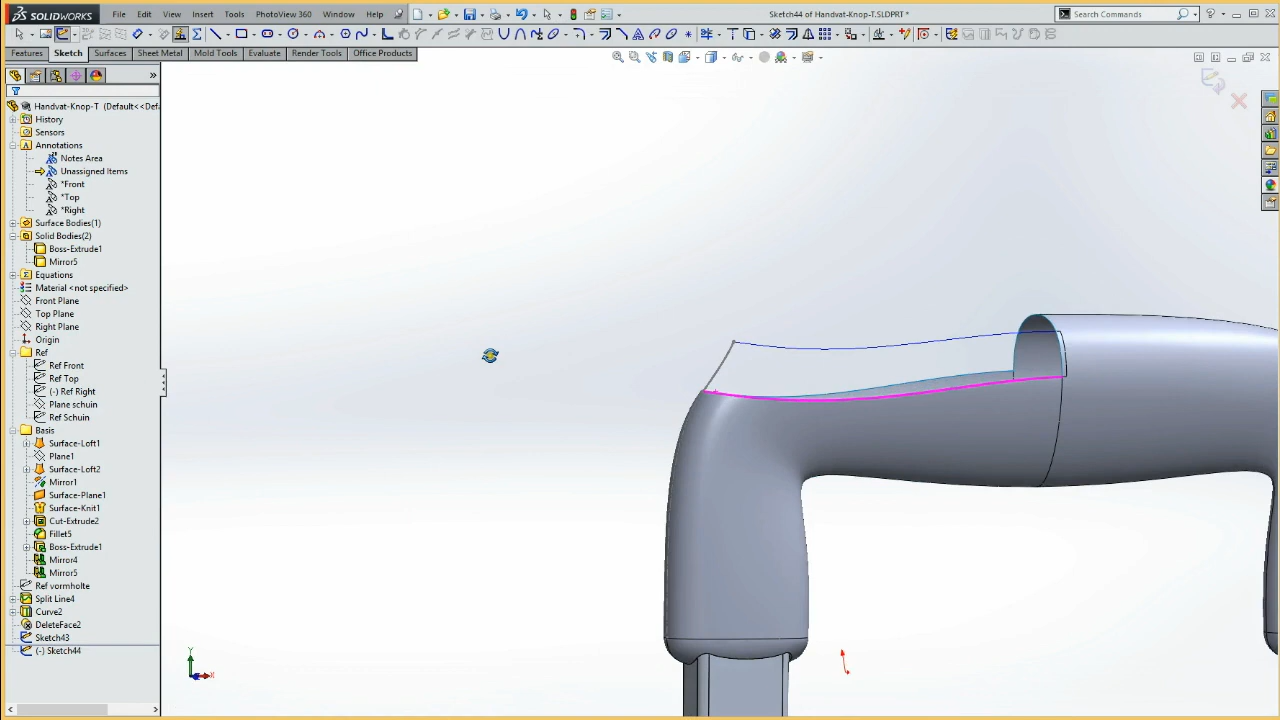 SOLIDWORKS File Edit View Insert Tools PhotoView 360 Window Help Sketch44 of Handvat-Knop-T.SLDPRT * Search Commands
Features Sketch Surfaces Sheet Metal Mold Tools Evaluate Render Tools Office Products
Handvat-Knop-T (Default<<Def
History
Sensors
Annotations
Notes Area
Unassigned Items
*Front
*Top
*Right
Surface Bodies(1)
Solid Bodies(2)
Boss-Extrude1
Mirror5
Equations
Material <not specified>
Front Plane
Top Plane
Right Plane
Origin
Ref
Ref Front
Ref Top
(-) Ref Right
Plane schuin
Ref Schuin
Basis
Surface-Loft1
Plane1
Surface-Loft2
Mirror1
Surface-Plane1
Surface-Knit1
Cut-Extrude2
Fillet5
Boss-Extrude1
Mirror4
Mirror5
Ref vormholte
Split Line4
Curve2
DeleteFace2
Sketch43
(-) Sketch44
Y
X